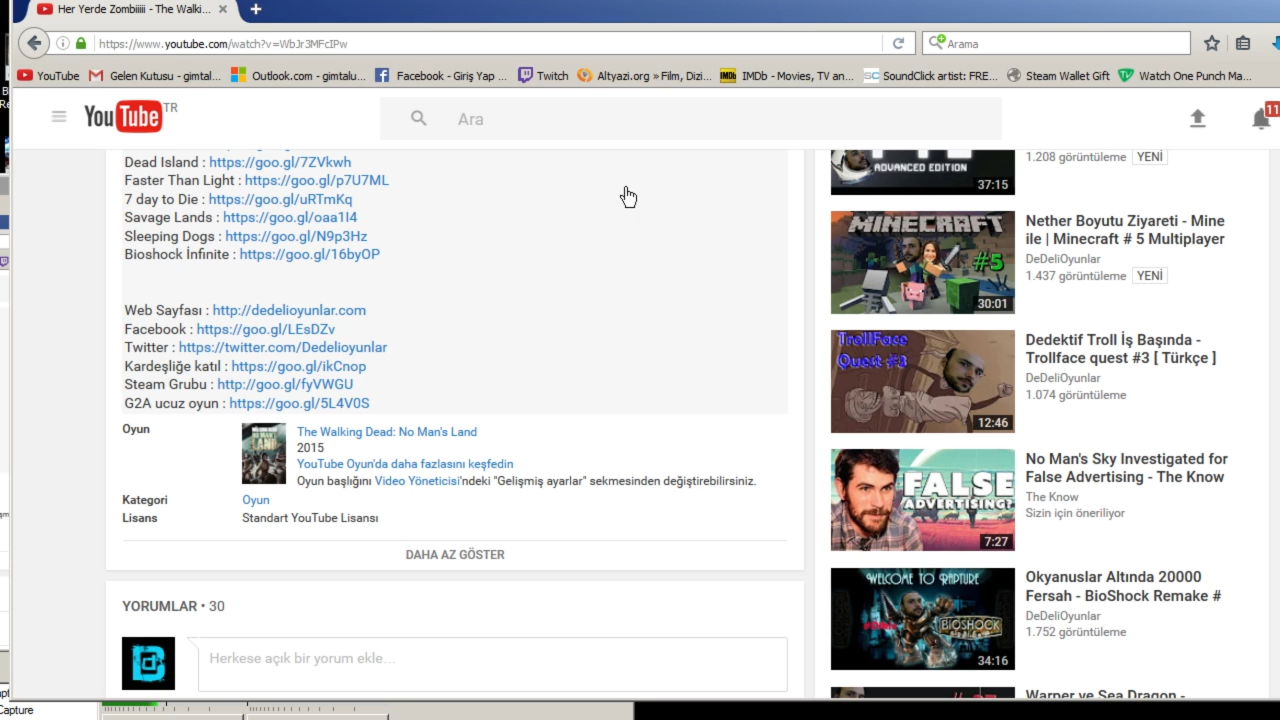 Her Yerde Zombiiiii - The Walki...
https://www.youtube.com/watch?v=WbJr3MFcIPw
Arama
YouTube
Gelen Kutusu - gimtal...
Outlook.com - gimtalu...
Facebook - Giriş Yap ...
Twitch
Altyazi.org » Film, Dizi...
IMDb - Movies, TV an...
SoundClick artist: FRE...
Steam Wallet Gift
Watch One Punch Ma...
YouTube TR
Ara
11
Dead Island : https://goo.gl/7ZVkwh
Faster Than Light : https://goo.gl/p7U7ML
7 day to Die : https://goo.gl/uRTmKq
Savage Lands : https://goo.gl/oaa1I4
Sleeping Dogs : https://goo.gl/N9p3Hz
Bioshock İnfinite : https://goo.gl/16byOP
Web Sayfası : http://dedelioyunlar.com
Facebook : https://goo.gl/LEsDZv
Twitter : https://twitter.com/Dedelioyunlar
Kardeşliğe katıl : https://goo.gl/ikCnop
Steam Grubu : http://goo.gl/fyVWGU
G2A ucuz oyun : https://goo.gl/5L4V0S
Oyun
The Walking Dead: No Man's Land
2015
YouTube Oyun'da daha fazlasını keşfedin
Oyun başlığını Video Yöneticisi'ndeki "Gelişmiş ayarlar" sekmesinden değiştirebilirsiniz.
Kategori
Oyun
Lisans
Standart YouTube Lisansı
DAHA AZ GÖSTER
YORUMLAR • 30
Herkese açık bir yorum ekle...
ADVANCED EDITION
37:15
1.208 görüntüleme YENİ
MINECRAFT
#5
30:01
Nether Boyutu Ziyareti - Mine
ile | Minecraft # 5 Multiplayer
DeDeliOyunlar
1.437 görüntüleme YENİ
TrollFace
Quest #3
12:46
Dedektif Troll İş Başında -
Trollface quest #3 [ Türkçe ]
DeDeliOyunlar
1.074 görüntüleme
FALSE
ADVERTISING?
7:27
No Man's Sky Investigated for
False Advertising - The Know
The Know
Sizin için öneriliyor
WELCOME TO RAPTURE
BIOSHOCK
34:16
Okyanuslar Altında 20000
Fersah - BioShock Remake #
DeDeliOyunlar
1.752 görüntüleme
Warner ve Sea Dragon -
Capture